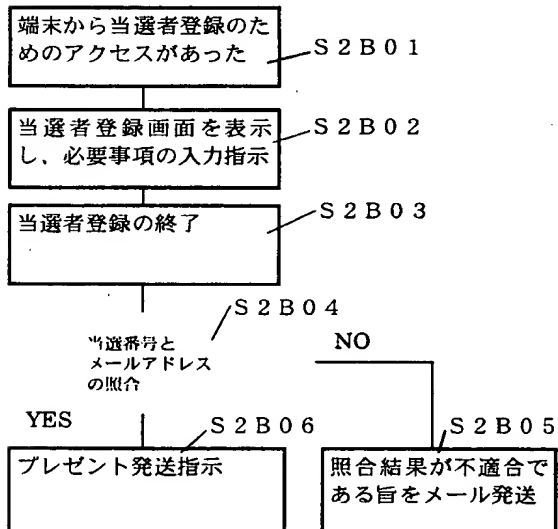 端末から当選者登録のた
めのアクセスがあった
S2B01
当選者登録画面を表示
し、必要事項の入力指示
S2B02
当選者登録の終了
S2B03
S2B04
当選番号と
メールアドレス
の照合
NO
YES
S2B06
S2B05
プレゼント発送指示
照合結果が不適合で
ある旨をメール発送